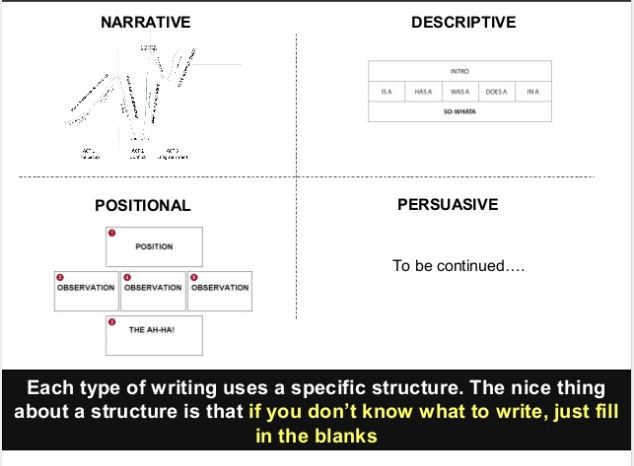 NARRATIVE
DESCRIPTIVE
INTRO
IS A
HAS A
WAS A
DOES A
IN A
SO-WHATA
POSITIONAL
1
POSITION
3
OBSERVATION
4
OBSERVATION
5
OBSERVATION
2
THE AH-HA!
PERSUASIVE
To be continued….
Each type of writing uses a specific structure. The nice thing
about a structure is that if you don’t know what to write, just fill
in the blanks